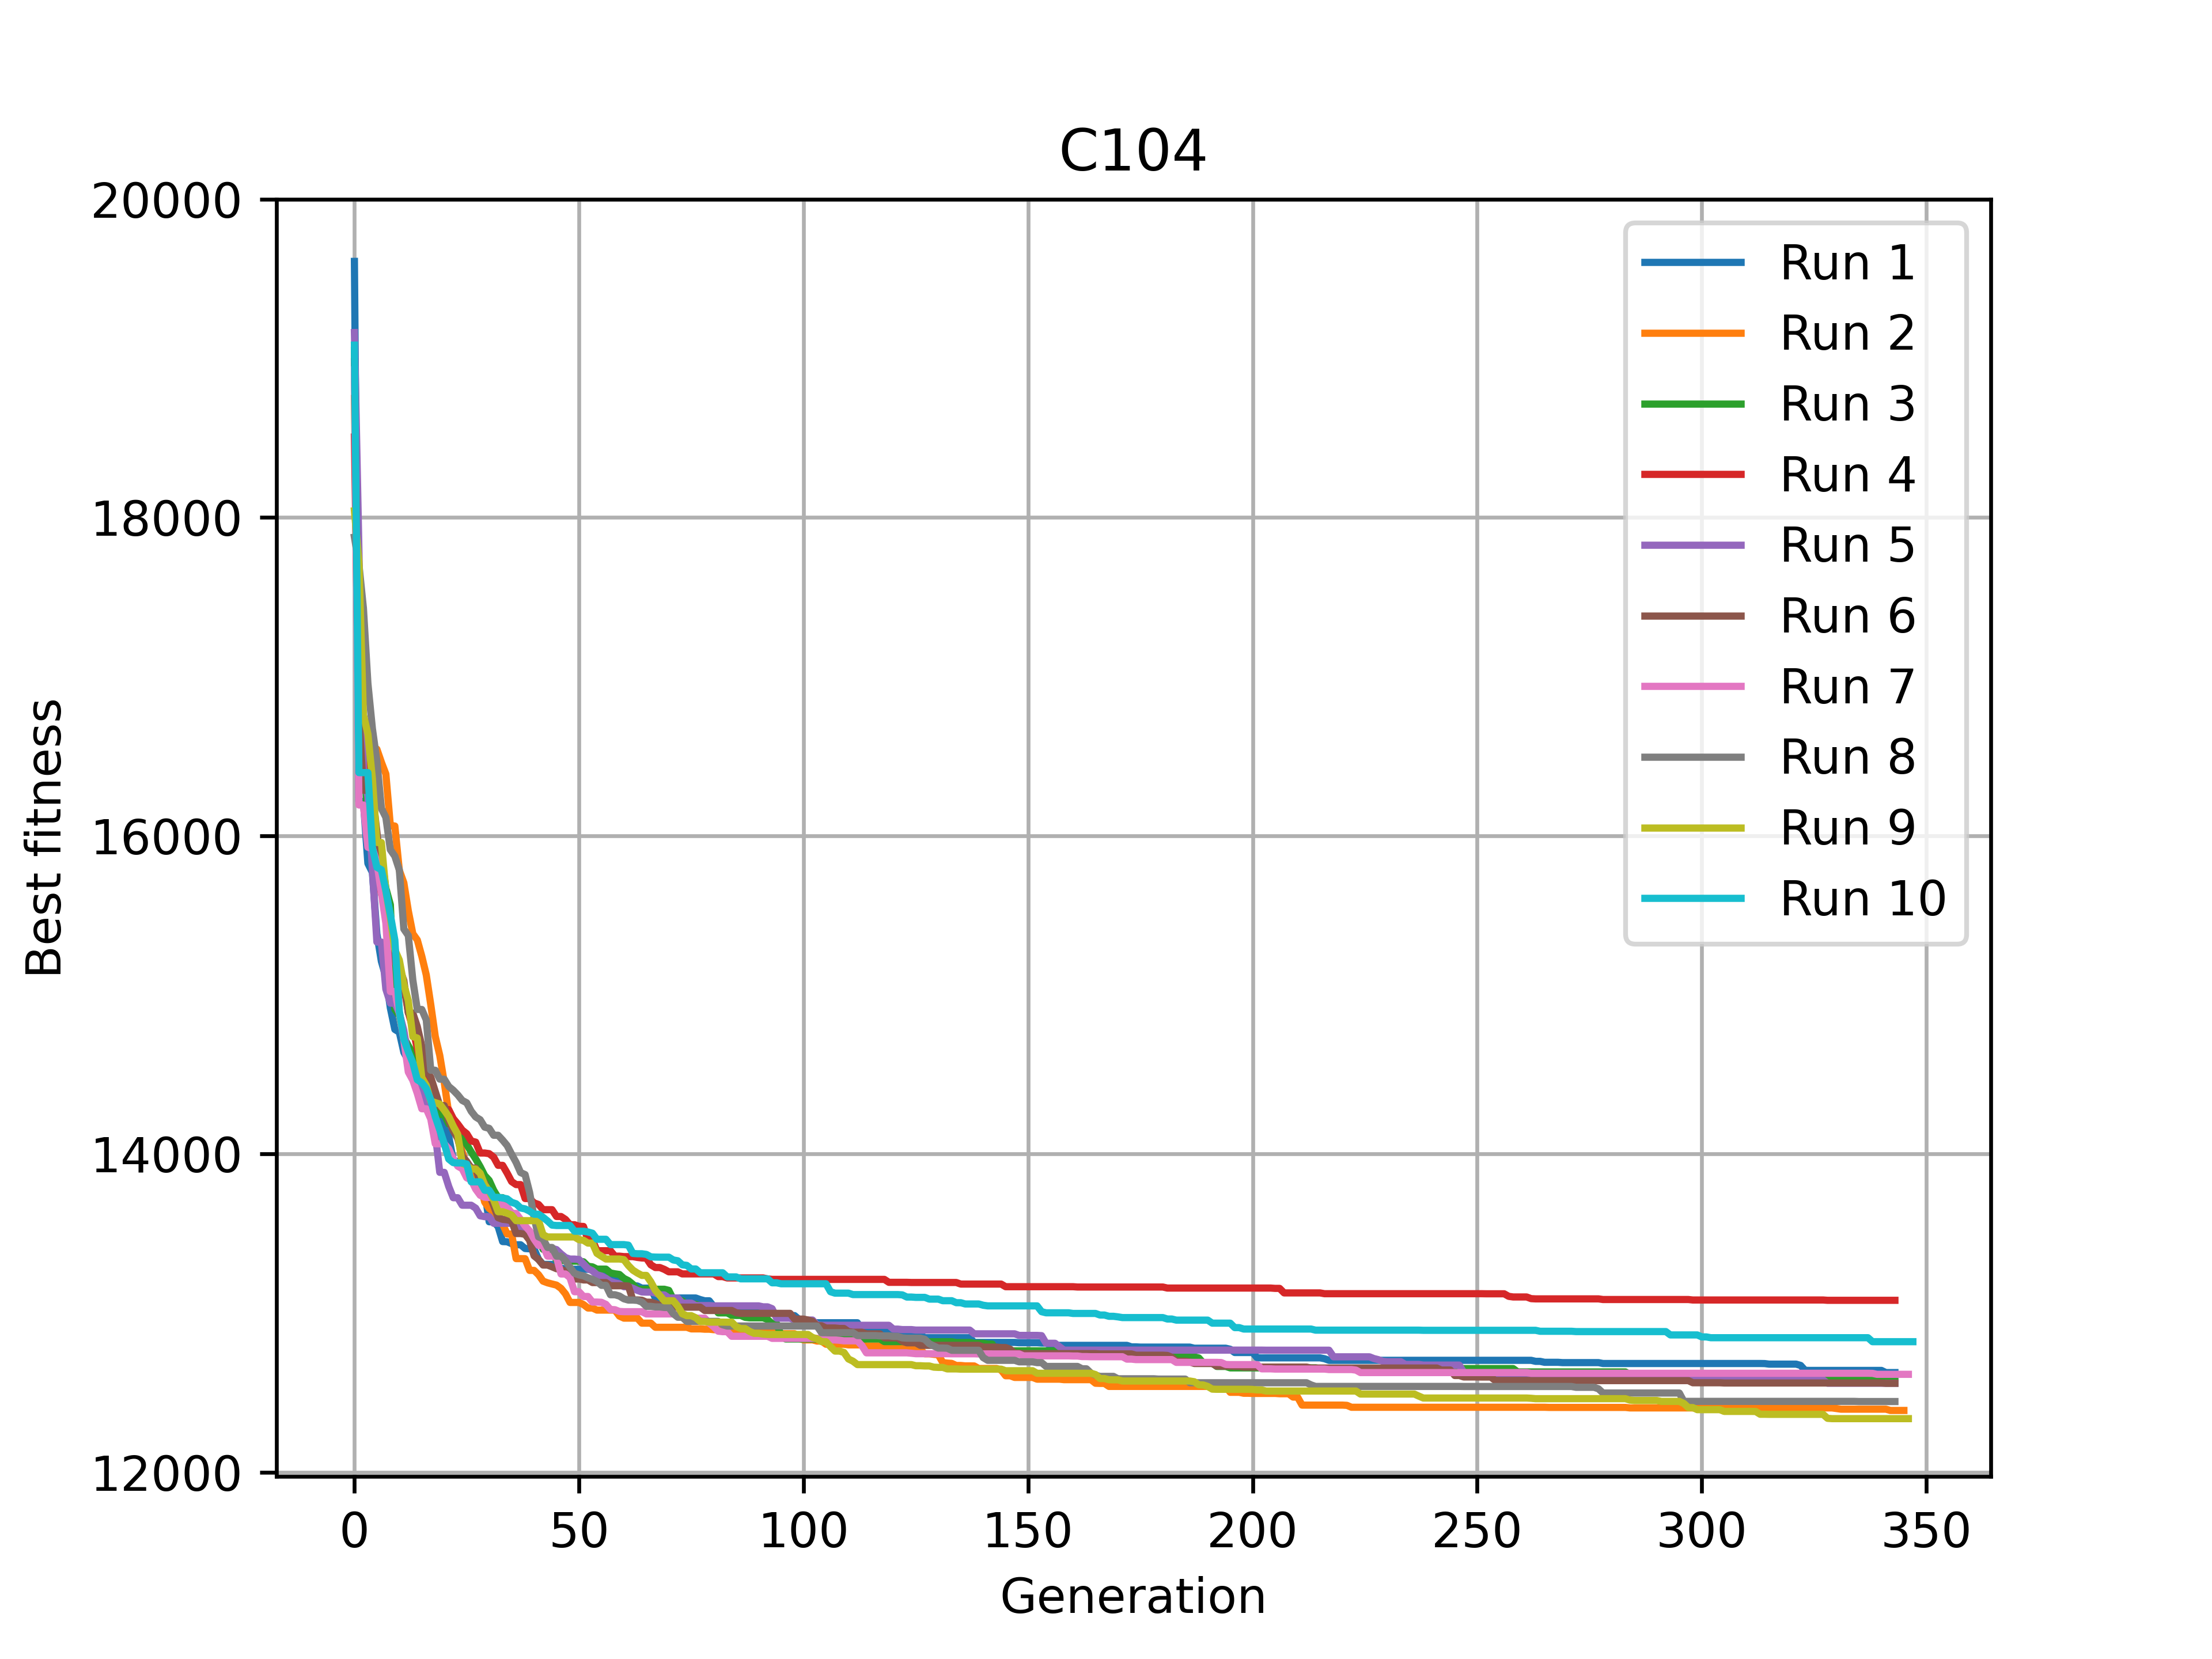 C104
20000
18000
16000
14000
12000
Best fitness
0 50 100 150 200 250 300 350
Generation
Run 1
Run 2
Run 3
Run 4
Run 5
Run 6
Run 7
Run 8
Run 9
Run 10